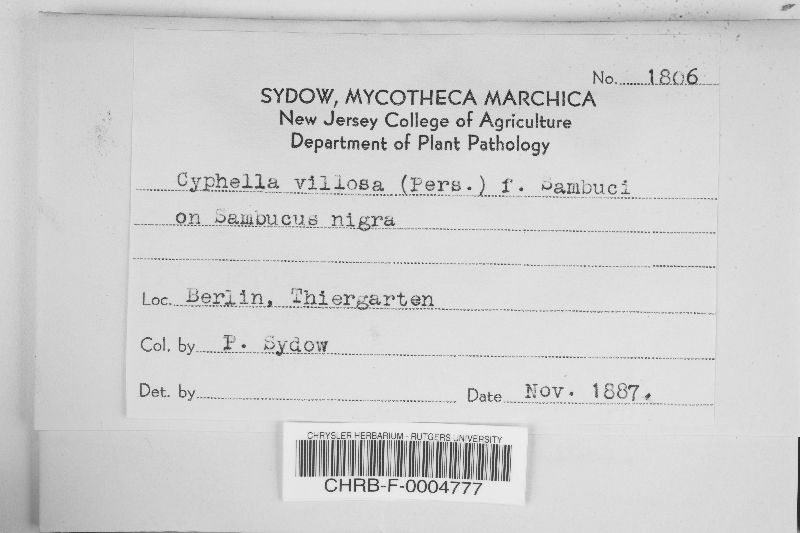 No. 1806
SYDOW, MYCOTHECA MARCHICA
New Jersey College of Agriculture
Department of Plant Pathology
Cyphella villosa (Pers.) f. Sambuci
on Sambucus nigra
Loc. Berlin, Thiergarten
Col. by P. Sydow
Det. by
Date Nov. 1887.
CHRYSLER HERBARIUM - RUTGERS UNIVERSITY
CHRB-F-0004777